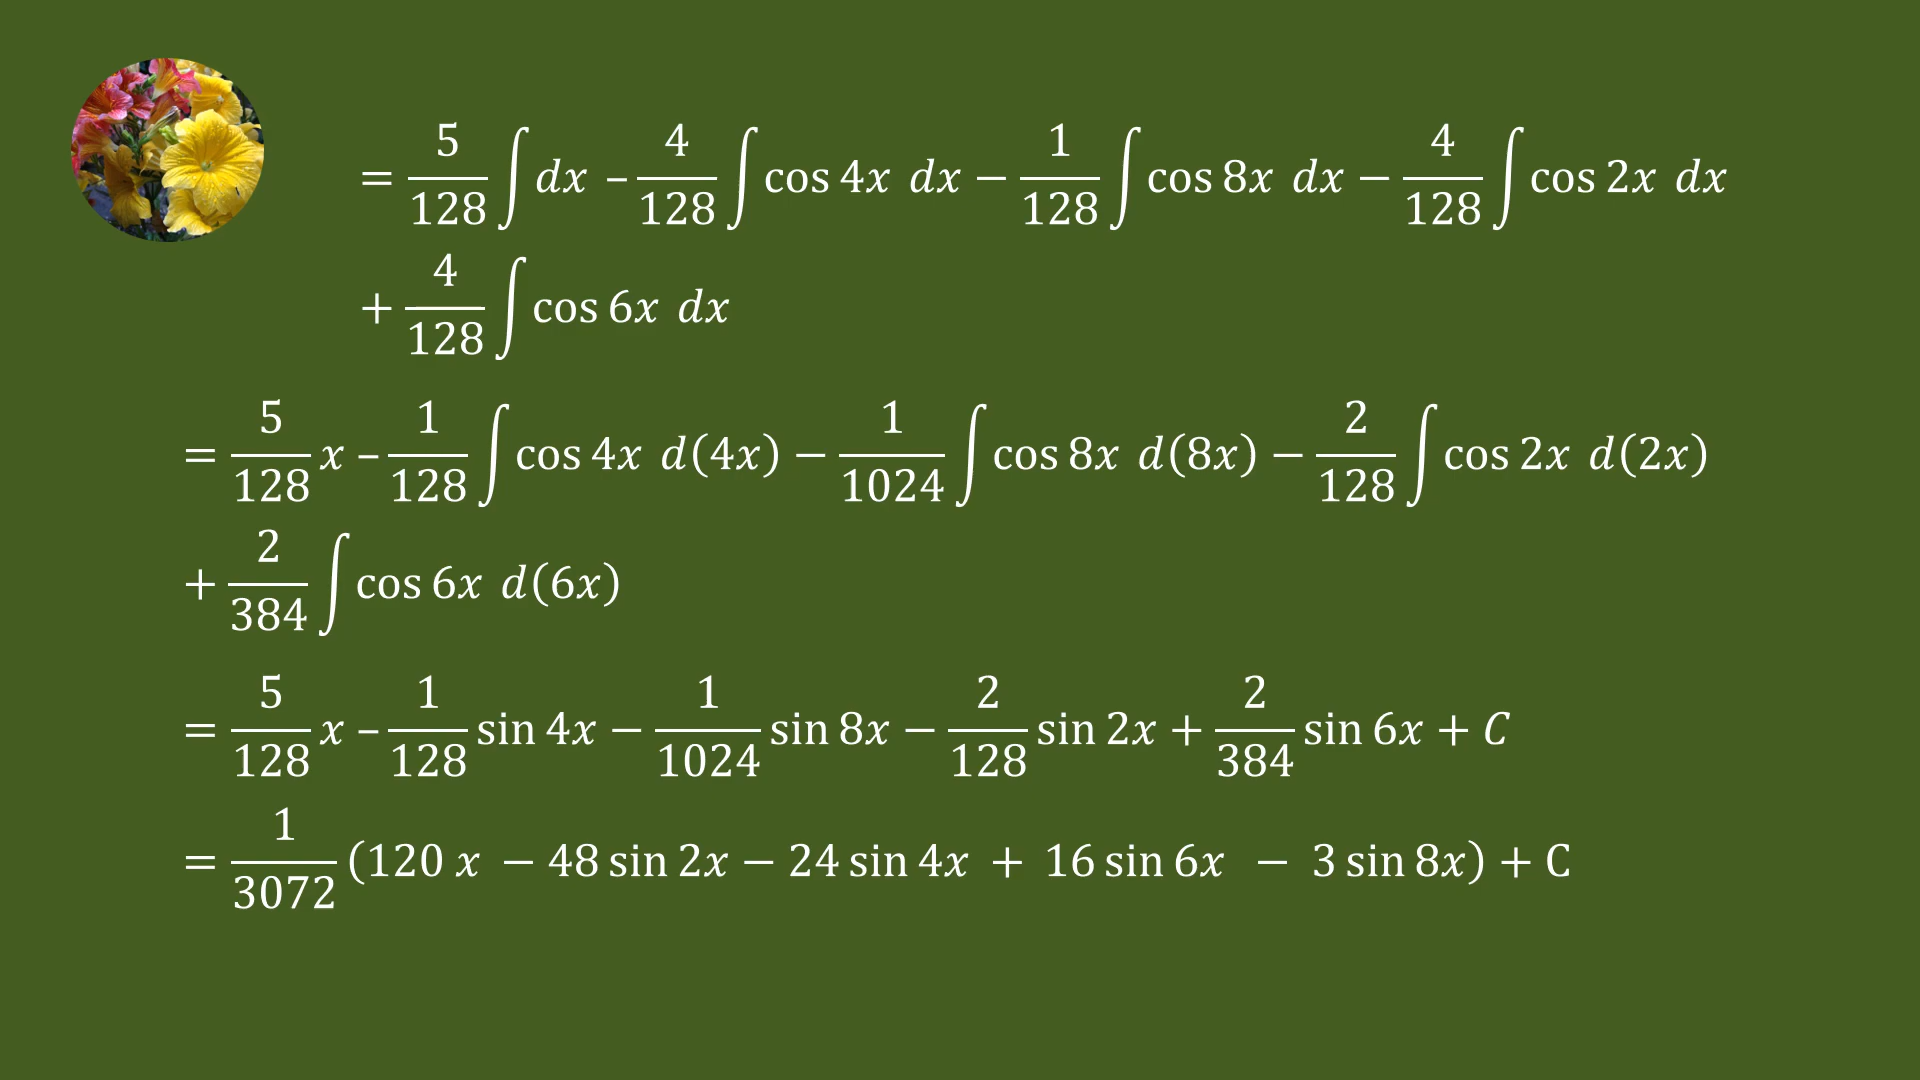 = 5/128 ∫ dx – 4/128 ∫ cos 4x dx − 1/128 ∫ cos 8x dx − 4/128 ∫ cos 2x dx
+ 4/128 ∫ cos 6x dx
= 5/128 x – 1/128 ∫ cos 4x d(4x) − 1/1024 ∫ cos 8x d(8x) − 2/128 ∫ cos 2x d(2x)
+ 2/384 ∫ cos 6x d(6x)
= 5/128 x – 1/128 sin 4x − 1/1024 sin 8x − 2/128 sin 2x + 2/384 sin 6x + C
= 1/3072 (120 x − 48 sin 2x − 24 sin 4x + 16 sin 6x − 3 sin 8x) + C